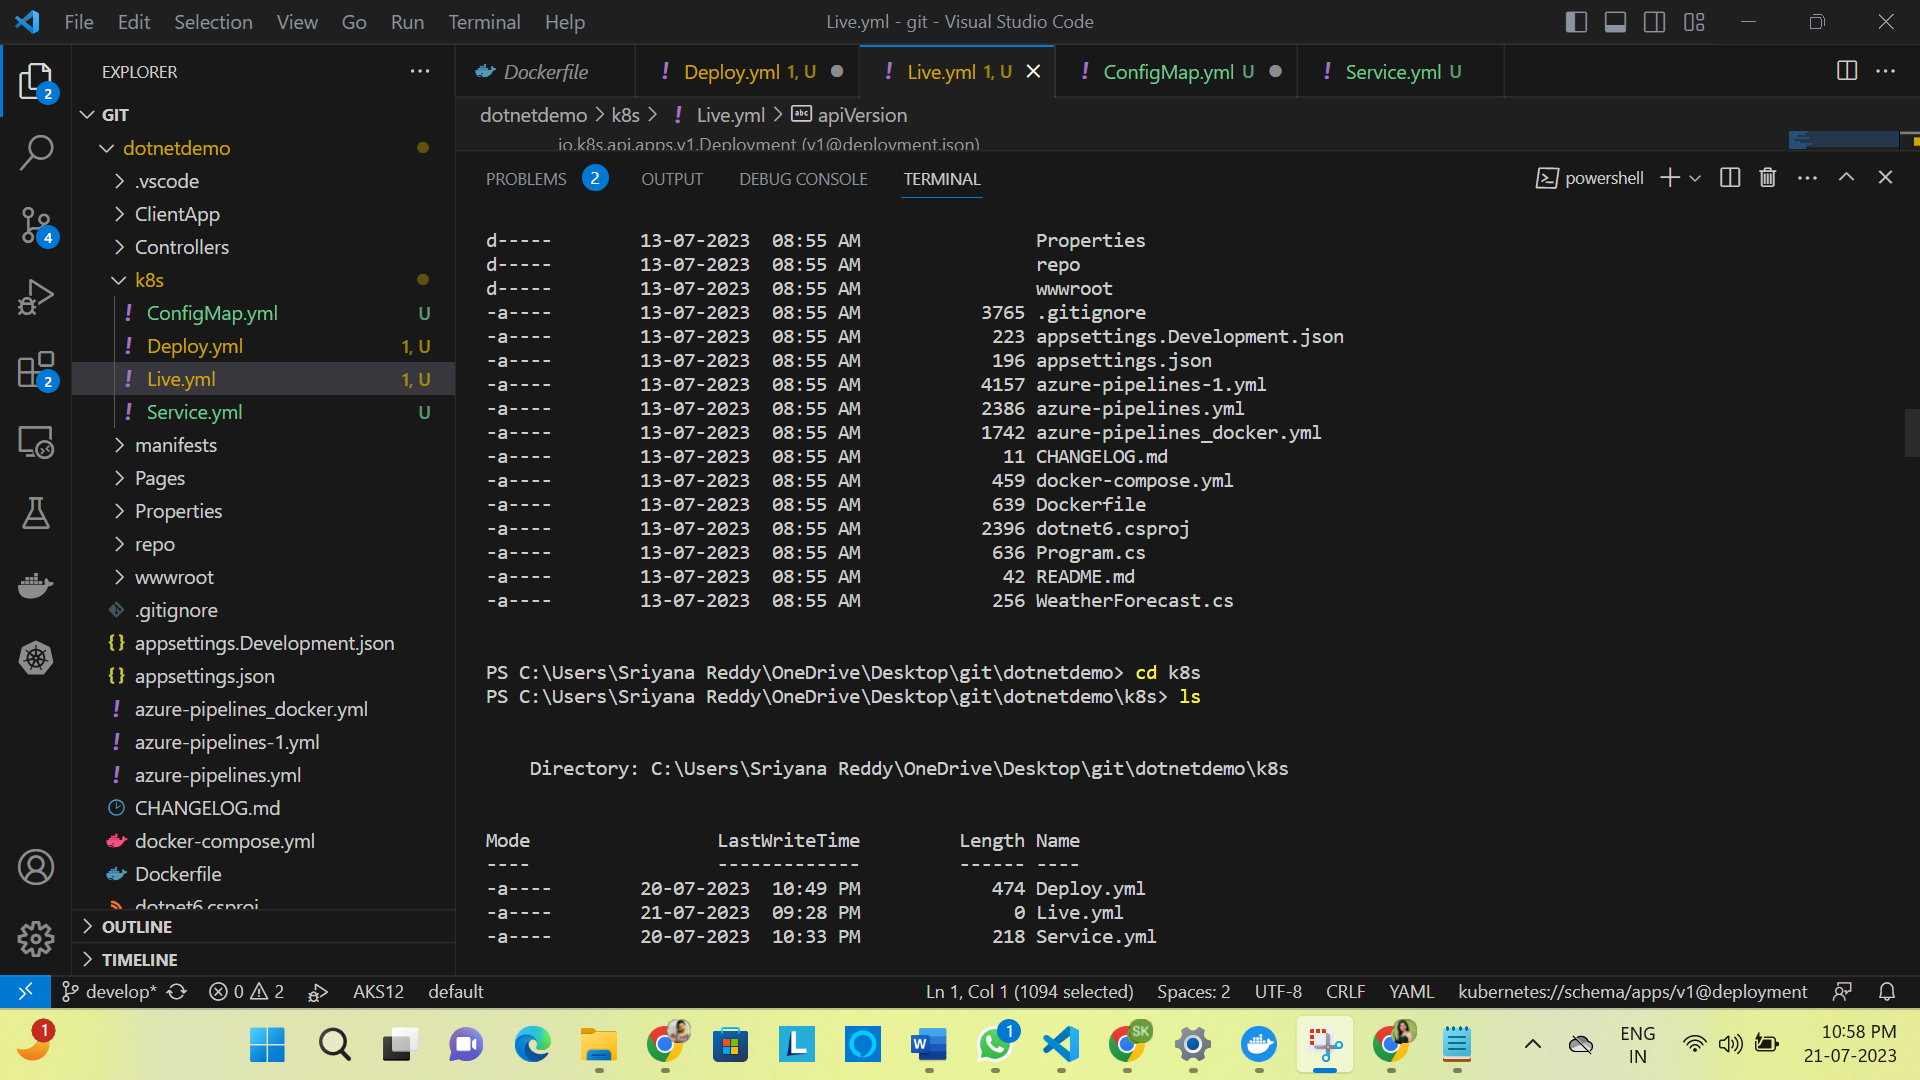 File Edit Selection View Go Run Terminal Help
Live.yml - git - Visual Studio Code
EXPLORER
GIT
dotnetdemo
.vscode
ClientApp
Controllers
k8s
ConfigMap.yml U
Deploy.yml 1, U
Live.yml 1, U
Service.yml U
manifests
Pages
Properties
repo
wwwroot
.gitignore
appsettings.Development.json
appsettings.json
azure-pipelines_docker.yml
azure-pipelines-1.yml
azure-pipelines.yml
CHANGELOG.md
docker-compose.yml
Dockerfile
dotnet6.csproj
OUTLINE
TIMELINE
2
4
2
Dockerfile
Deploy.yml 1, U
Live.yml 1, U
ConfigMap.yml U
Service.yml U
dotnetdemo > k8s > ! Live.yml > abc apiVersion
io.k8s.api.apps.v1.Deployment (v1@deployment.json)
PROBLEMS 2 OUTPUT DEBUG CONSOLE TERMINAL
powershell
d----- 13-07-2023 08:55 AM Properties
d----- 13-07-2023 08:55 AM repo
d----- 13-07-2023 08:55 AM wwwroot
-a---- 13-07-2023 08:55 AM 3765 .gitignore
-a---- 13-07-2023 08:55 AM 223 appsettings.Development.json
-a---- 13-07-2023 08:55 AM 196 appsettings.json
-a---- 13-07-2023 08:55 AM 4157 azure-pipelines-1.yml
-a---- 13-07-2023 08:55 AM 2386 azure-pipelines.yml
-a---- 13-07-2023 08:55 AM 1742 azure-pipelines_docker.yml
-a---- 13-07-2023 08:55 AM 11 CHANGELOG.md
-a---- 13-07-2023 08:55 AM 459 docker-compose.yml
-a---- 13-07-2023 08:55 AM 639 Dockerfile
-a---- 13-07-2023 08:55 AM 2396 dotnet6.csproj
-a---- 13-07-2023 08:55 AM 636 Program.cs
-a---- 13-07-2023 08:55 AM 42 README.md
-a---- 13-07-2023 08:55 AM 256 WeatherForecast.cs
PS C:\Users\Sriyana Reddy\OneDrive\Desktop\git\dotnetdemo> cd k8s
PS C:\Users\Sriyana Reddy\OneDrive\Desktop\git\dotnetdemo\k8s> ls
Directory: C:\Users\Sriyana Reddy\OneDrive\Desktop\git\dotnetdemo\k8s
Mode LastWriteTime Length Name
---- ------------- ------ ----
-a---- 20-07-2023 10:49 PM 474 Deploy.yml
-a---- 21-07-2023 09:28 PM 0 Live.yml
-a---- 20-07-2023 10:33 PM 218 Service.yml
develop* 0 2 AKS12 default
Ln 1, Col 1 (1094 selected) Spaces: 2 UTF-8 CRLF YAML kubernetes://schema/apps/v1@deployment
1
L
W
1
SK
ENG
IN
10:58 PM
21-07-2023